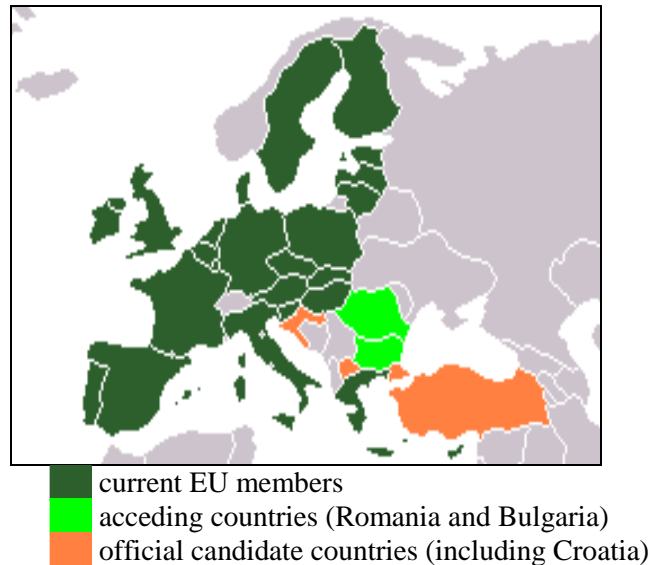 current EU members
acceding countries (Romania and Bulgaria)
official candidate countries (including Croatia)